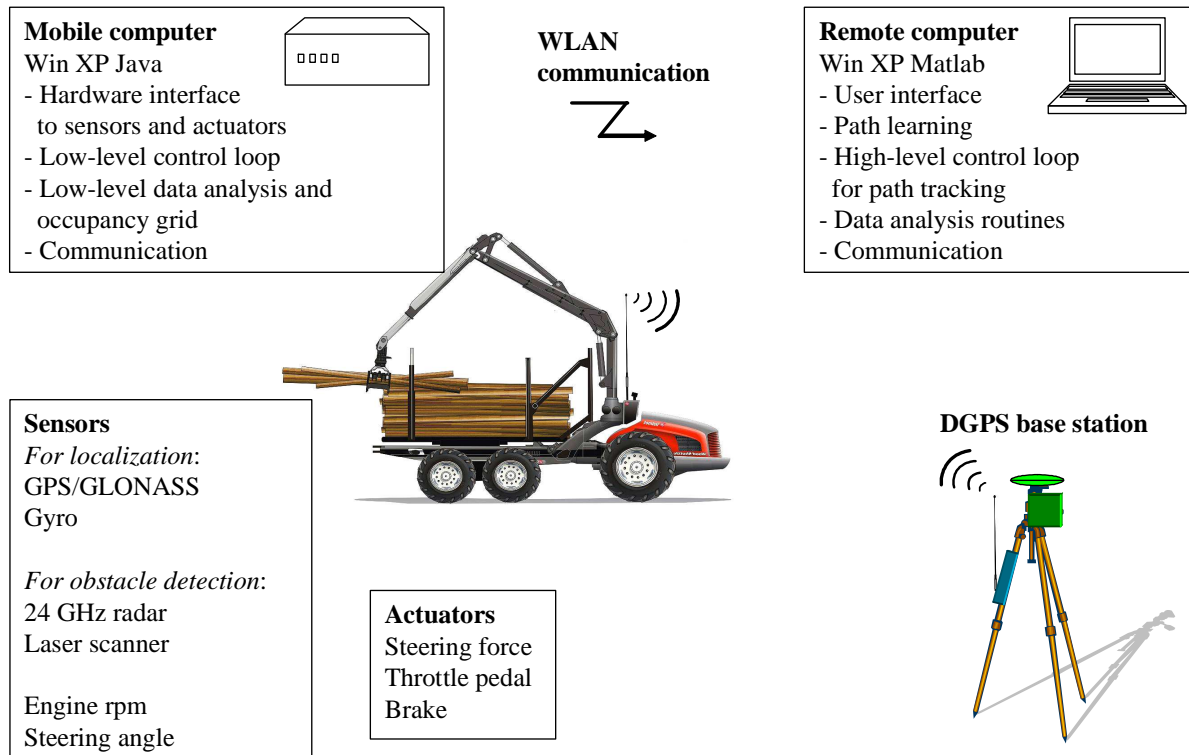 Mobile computer
Win XP Java
- Hardware interface
to sensors and actuators
- Low-level control loop
- Low-level data analysis and
occupancy grid
- Communication
WLAN
communication
Remote computer
Win XP Matlab
- User interface
- Path learning
- High-level control loop
for path tracking
- Data analysis routines
- Communication
Sensors
For localization:
GPS/GLONASS
Gyro
For obstacle detection:
24 GHz radar
Laser scanner
Engine rpm
Steering angle
Actuators
Steering force
Throttle pedal
Brake
DGPS base station